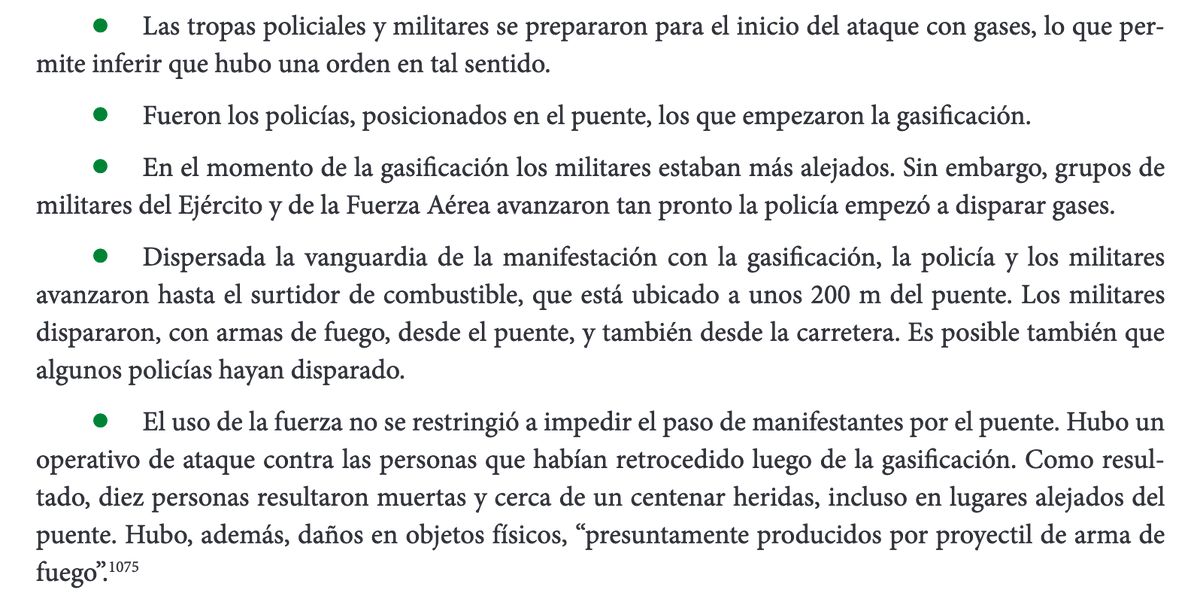 ● Las tropas policiales y militares se prepararon para el inicio del ataque con gases, lo que per-
mite inferir que hubo una orden en tal sentido.
● Fueron los policías, posicionados en el puente, los que empezaron la gasificación.
● En el momento de la gasificación los militares estaban más alejados. Sin embargo, grupos de
militares del Ejército y de la Fuerza Aérea avanzaron tan pronto la policía empezó a disparar gases.
● Dispersada la vanguardia de la manifestación con la gasificación, la policía y los militares
avanzaron hasta el surtidor de combustible, que está ubicado a unos 200 m del puente. Los militares
dispararon, con armas de fuego, desde el puente, y también desde la carretera. Es posible también que
algunos policías hayan disparado.
● El uso de la fuerza no se restringió a impedir el paso de manifestantes por el puente. Hubo un
operativo de ataque contra las personas que habían retrocedido luego de la gasificación. Como resul-
tado, diez personas resultaron muertas y cerca de un centenar heridas, incluso en lugares alejados del
puente. Hubo, además, daños en objetos físicos, “presuntamente producidos por proyectil de arma de
fuego”.1075